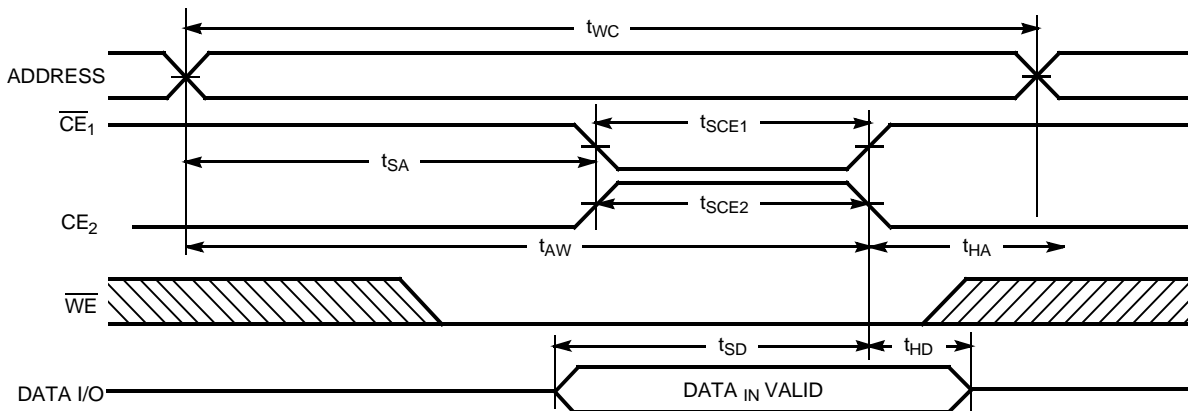 tWC
ADDRESS
CE1
tSCE1
tSA
CE2
tSCE2
tAW
tHA
WE
tSD
tHD
DATA I/O
DATA IN VALID